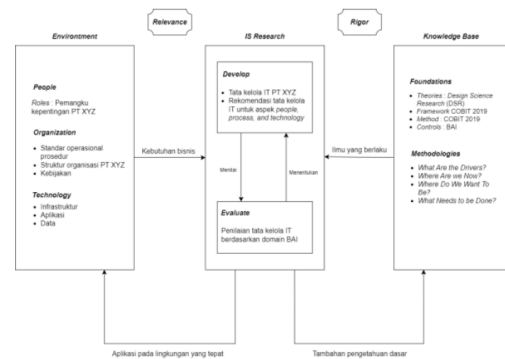 Relevance
Rigor
Environtment
IS Research
Knowledge Base
People
Roles : Pemangku
kepentingan PT XYZ
Organization
Standar operasional
prosedur
Struktur organisasi PT XYZ
Kebijakan
Technology
Infrastruktur
Aplikasi
Data
Kebutuhan bisnis
Develop
Tata kelola IT PT XYZ
Rekomendasi tata kelola
IT untuk aspek people,
process, and technology
Menilai
Menentukan
Evaluate
Penilaian tata kelola IT
berdasarkan domain BAI
Ilmu yang berlaku
Foundations
Theories : Design Science
Research (DSR)
Framework COBIT 2019
Method : COBIT 2019
Controls : BAI
Methodologies
What Are the Drivers?
Where Are we Now?
Where Do We Want To
Be?
What Needs to be Done?
Aplikasi pada lingkungan yang tepat
Tambahan pengetahuan dasar